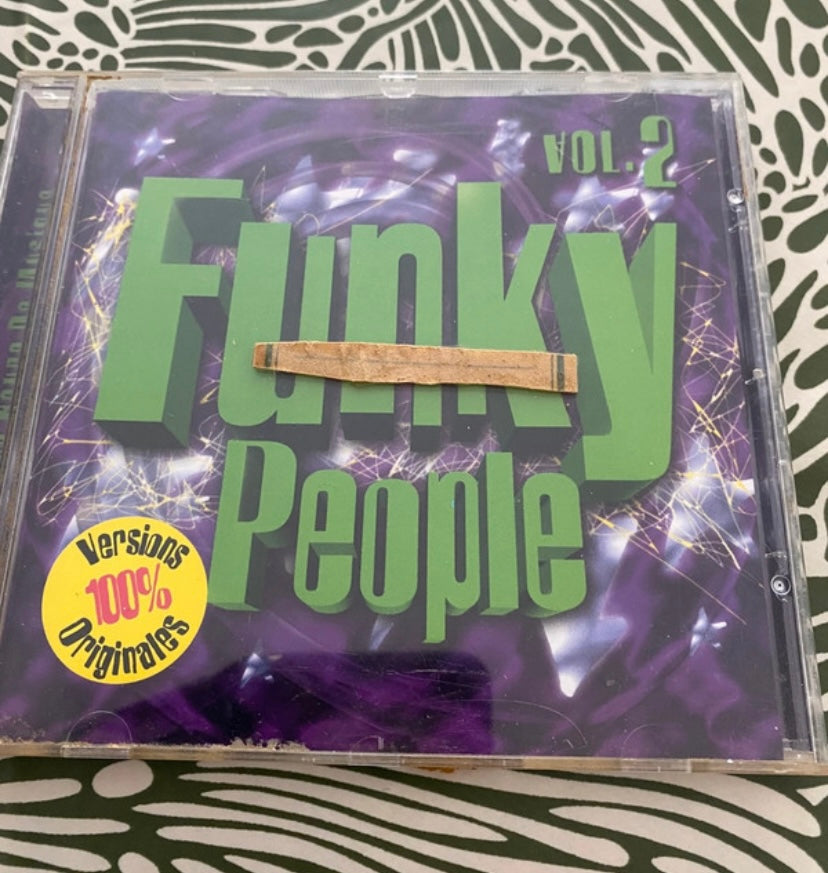 VOL.2
Funky
People
Versions
100%
Originales